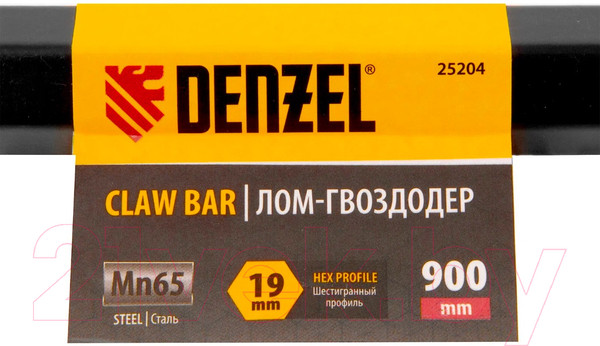 DENZEL®
25204
CLAW BAR | ЛОМ-ГВОЗДОДЕР
Mn65
STEEL | Сталь
19 mm
HEX PROFILE
Шестигранный
профиль
900
mm